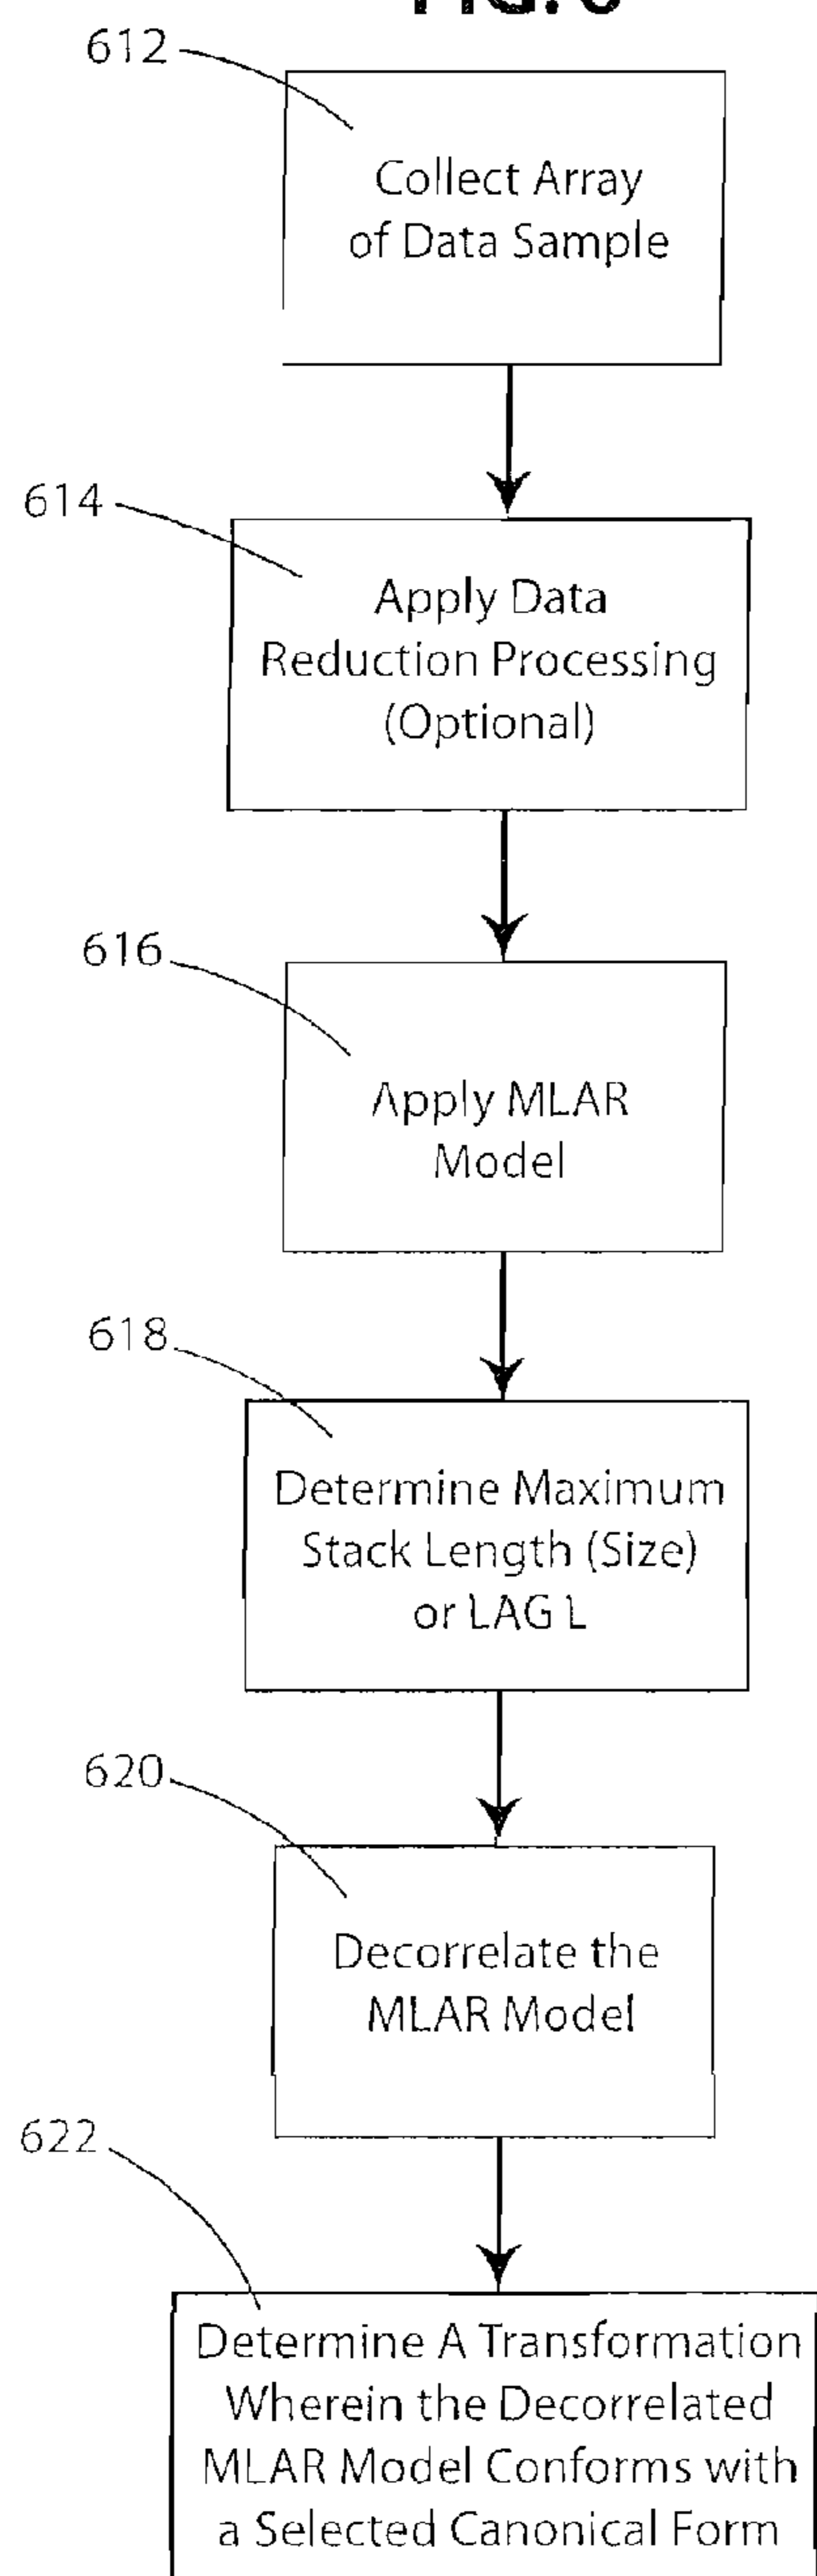 612
Collect Array
of Data Sample
614
Apply Data
Reduction Processing
(Optional)
616
Apply MLAR
Model
618
Determine Maximum
Stack Length (Size)
or LAG L
620
Decorrelate the
MLAR Model
622
Determine A Transformation
Wherein the Decorrelated
MLAR Model Conforms with
a Selected Canonical Form